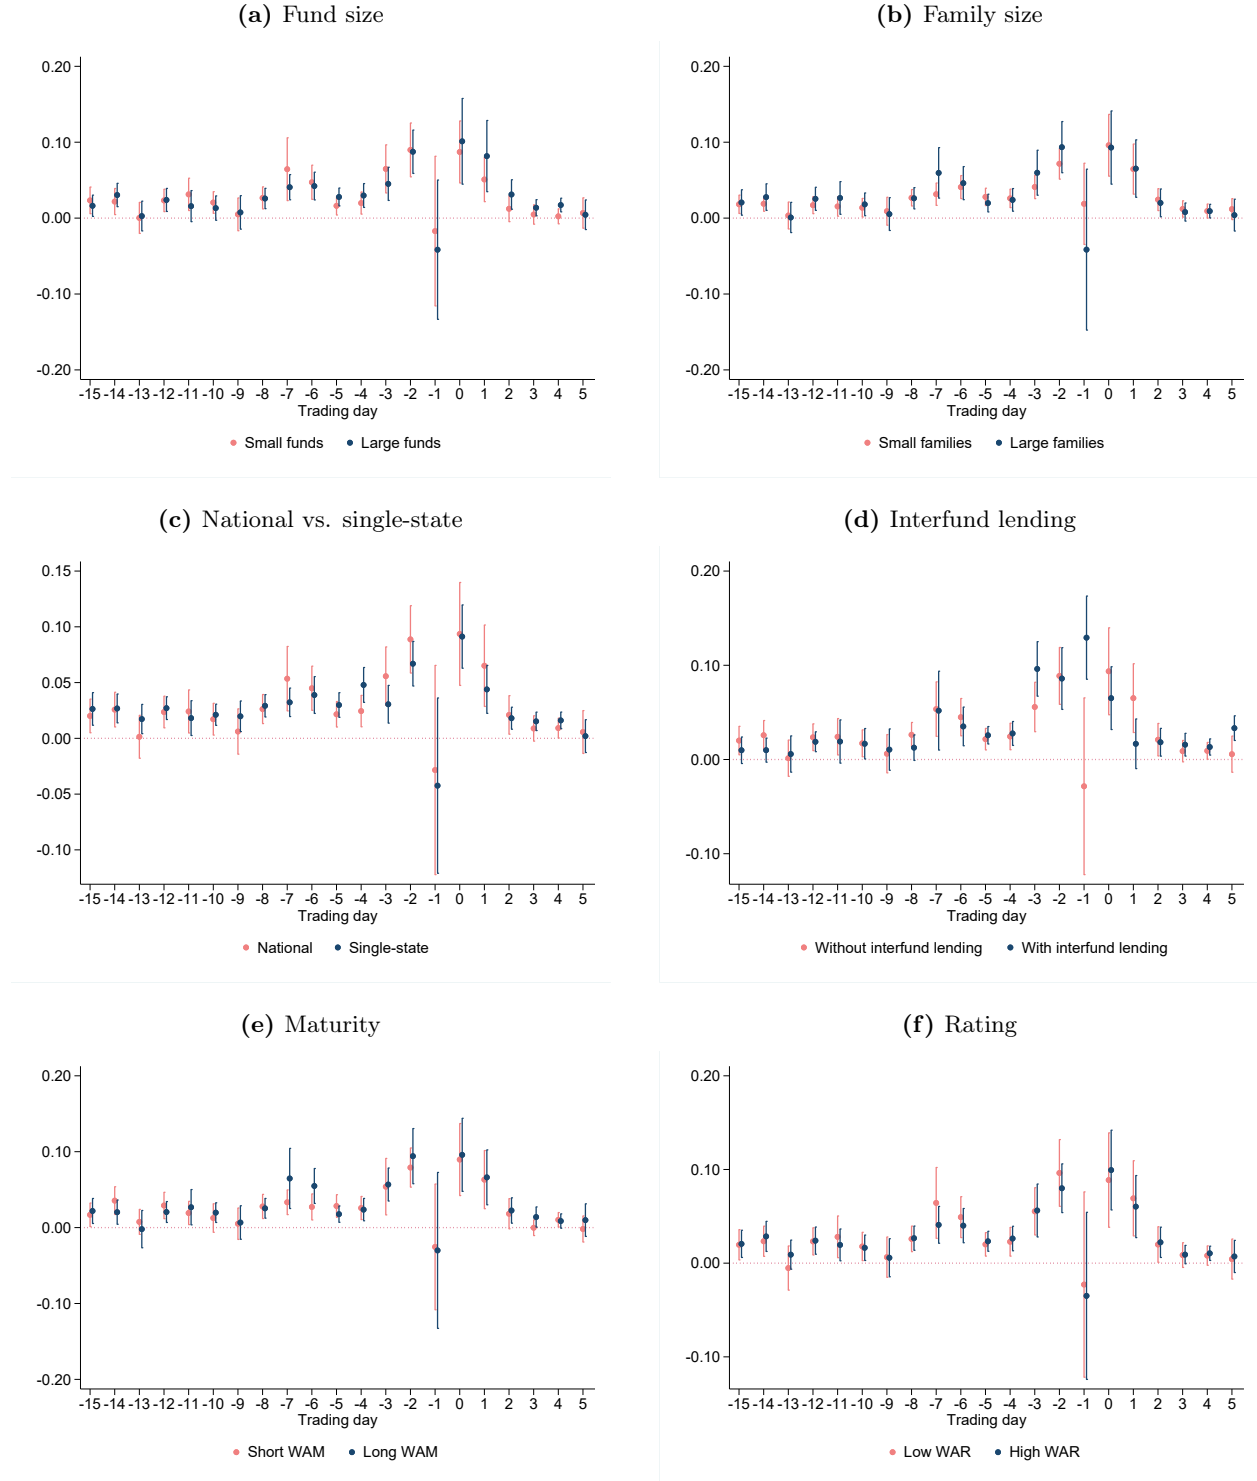 (a) Fund size
0.20
0.10
0.00
-0.10
-0.20
-15 -14 -13 -12 -11 -10 -9 -8 -7 -6 -5 -4 -3 -2 -1 0 1 2 3 4 5
Trading day
Small funds Large funds
(b) Family size
0.20
0.10
0.00
-0.10
-0.20
-15 -14 -13 -12 -11 -10 -9 -8 -7 -6 -5 -4 -3 -2 -1 0 1 2 3 4 5
Trading day
Small families Large families
(c) National vs. single-state
0.15
0.10
0.05
0.00
-0.05
-0.10
-15 -14 -13 -12 -11 -10 -9 -8 -7 -6 -5 -4 -3 -2 -1 0 1 2 3 4 5
Trading day
National Single-state
(d) Interfund lending
0.20
0.10
0.00
-0.10
-15 -14 -13 -12 -11 -10 -9 -8 -7 -6 -5 -4 -3 -2 -1 0 1 2 3 4 5
Trading day
Without interfund lending With interfund lending
(e) Maturity
0.20
0.10
0.00
-0.10
-0.20
-15 -14 -13 -12 -11 -10 -9 -8 -7 -6 -5 -4 -3 -2 -1 0 1 2 3 4 5
Trading day
Short WAM Long WAM
(f) Rating
0.20
0.10
0.00
-0.10
-15 -14 -13 -12 -11 -10 -9 -8 -7 -6 -5 -4 -3 -2 -1 0 1 2 3 4 5
Trading day
Low WAR High WAR